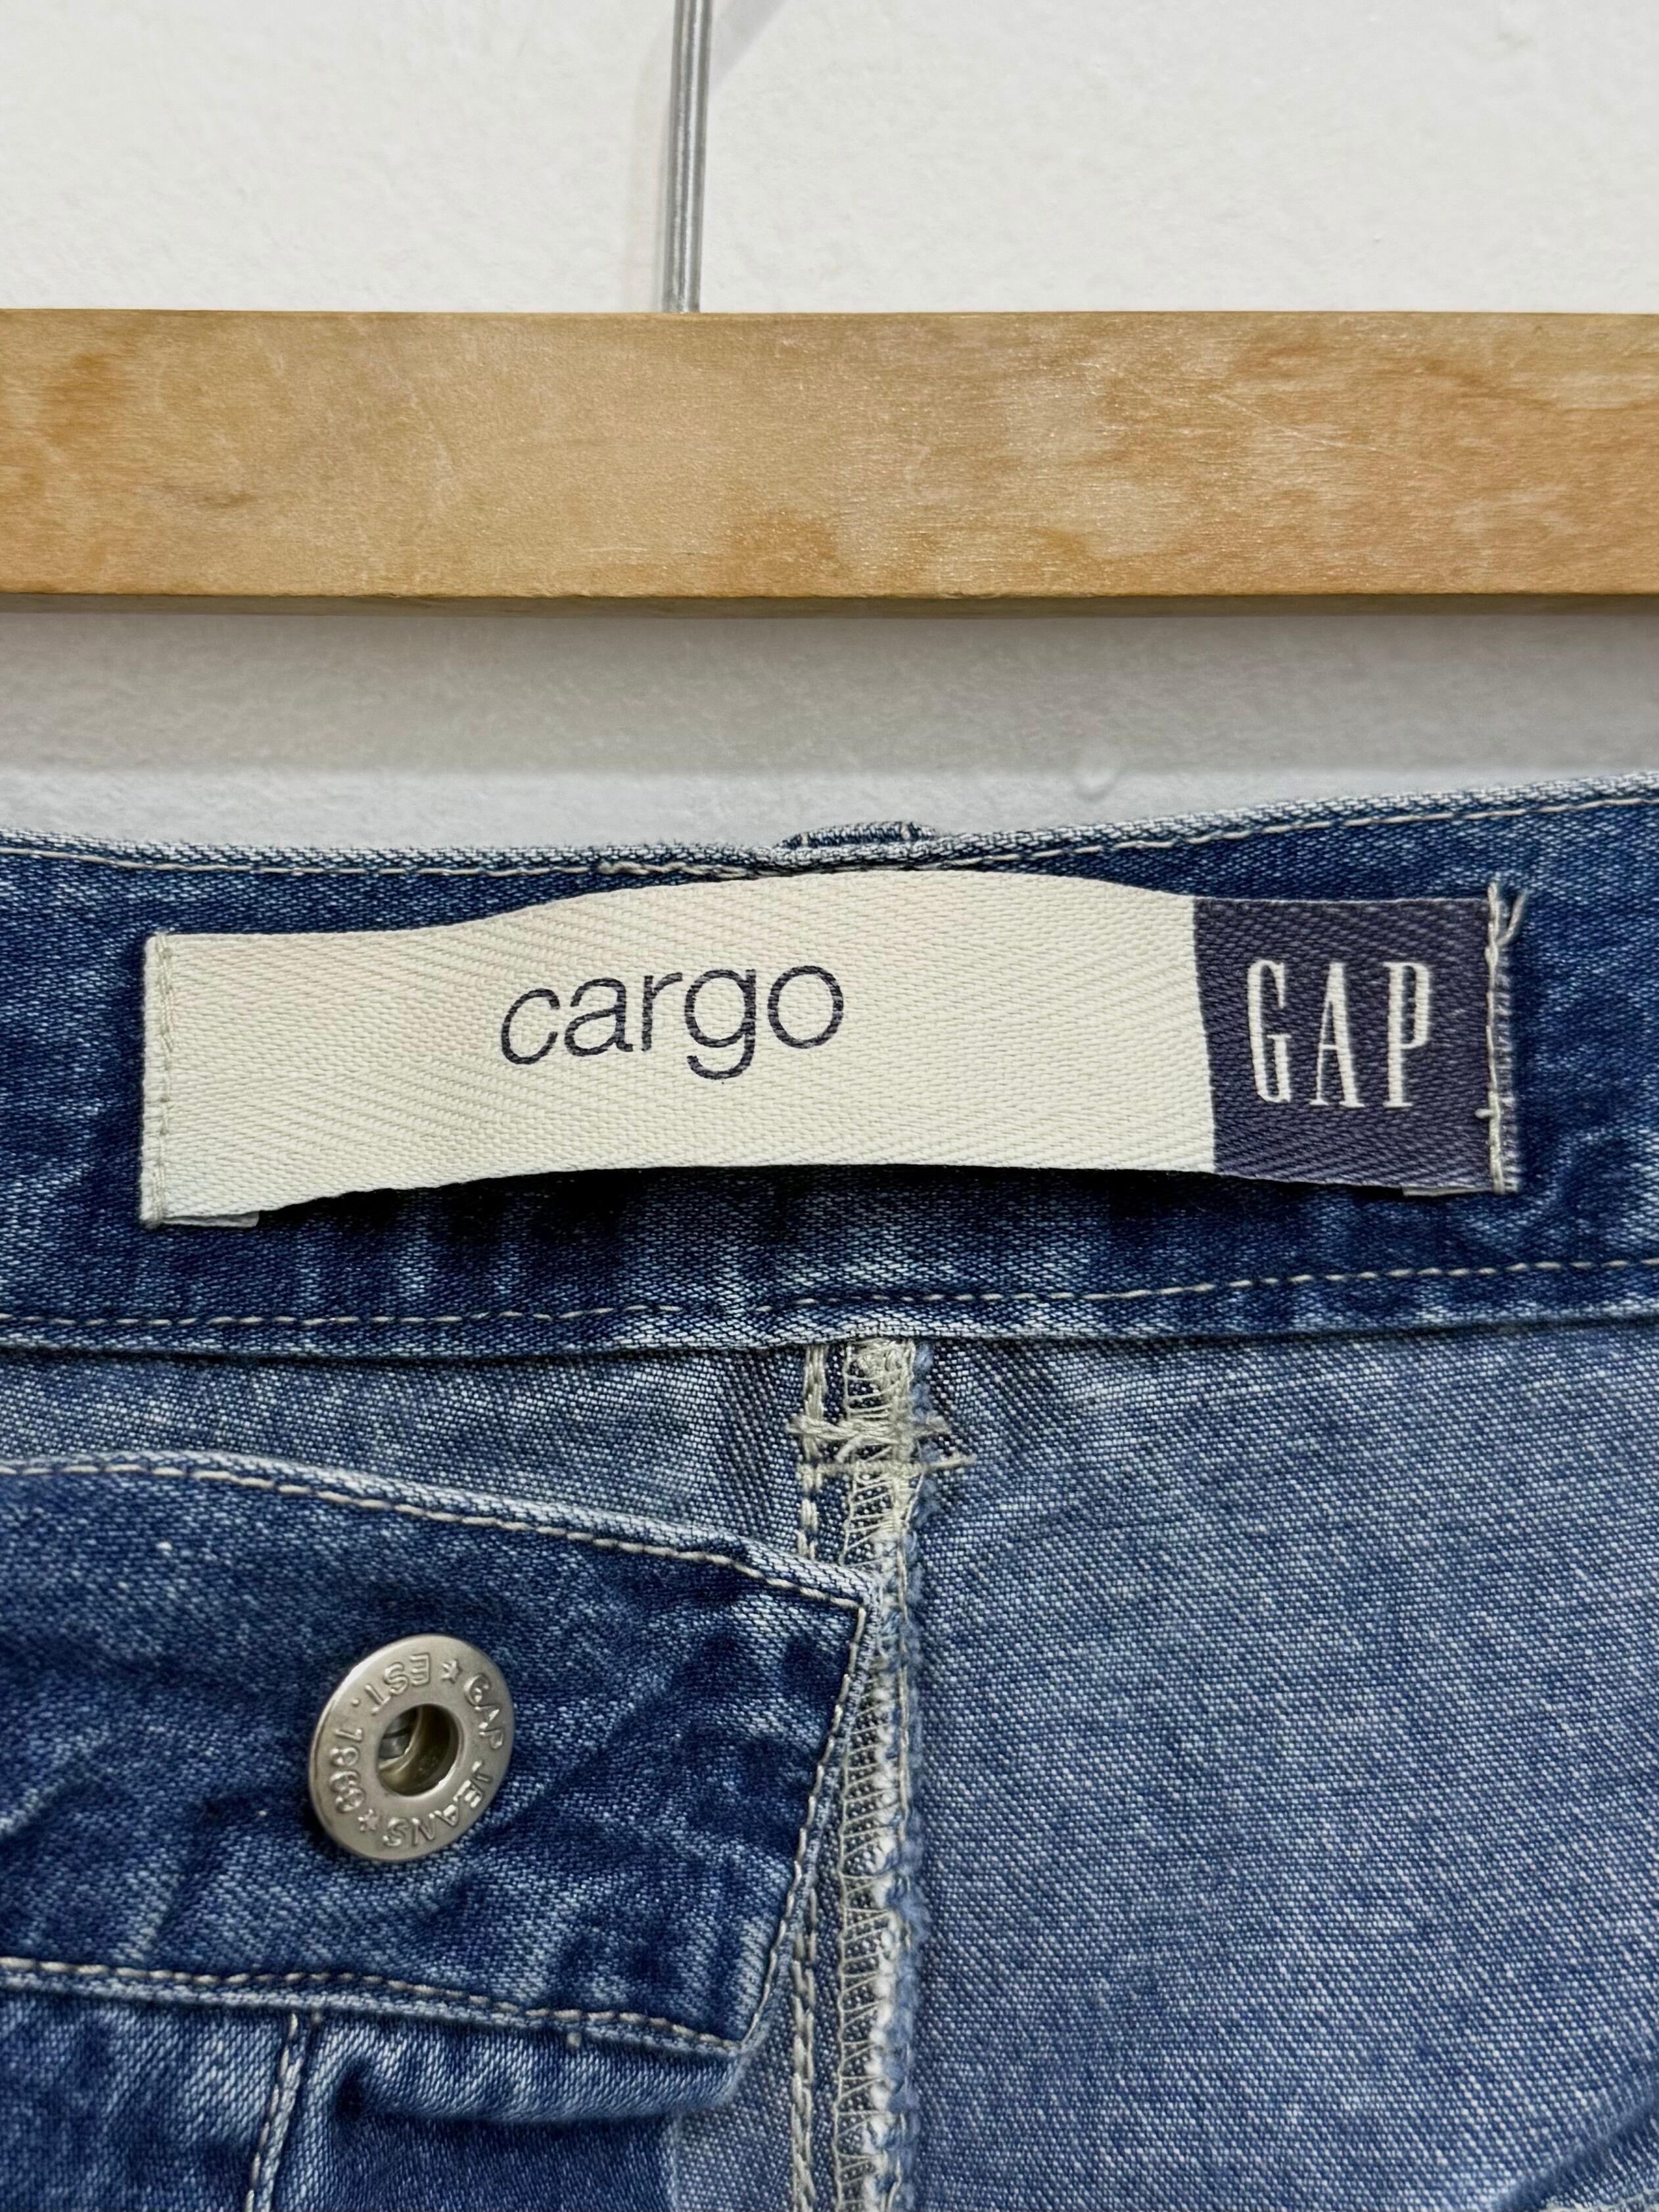 cargo
GAP
GAP JEANS ★ EST. 1969 ★